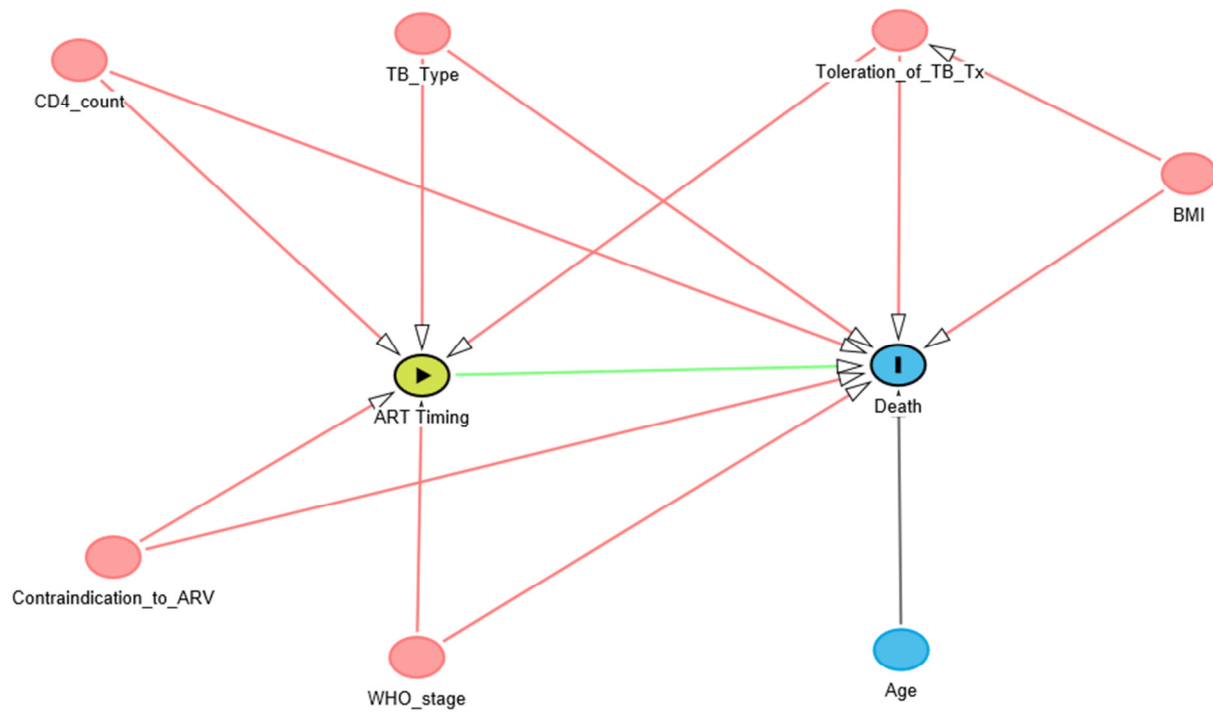 TB_Type
Toleration_of_TB_Tx
CD4_count
BMI
ART Timing
Death
Contraindication_to_ARV
WHO_stage
Age